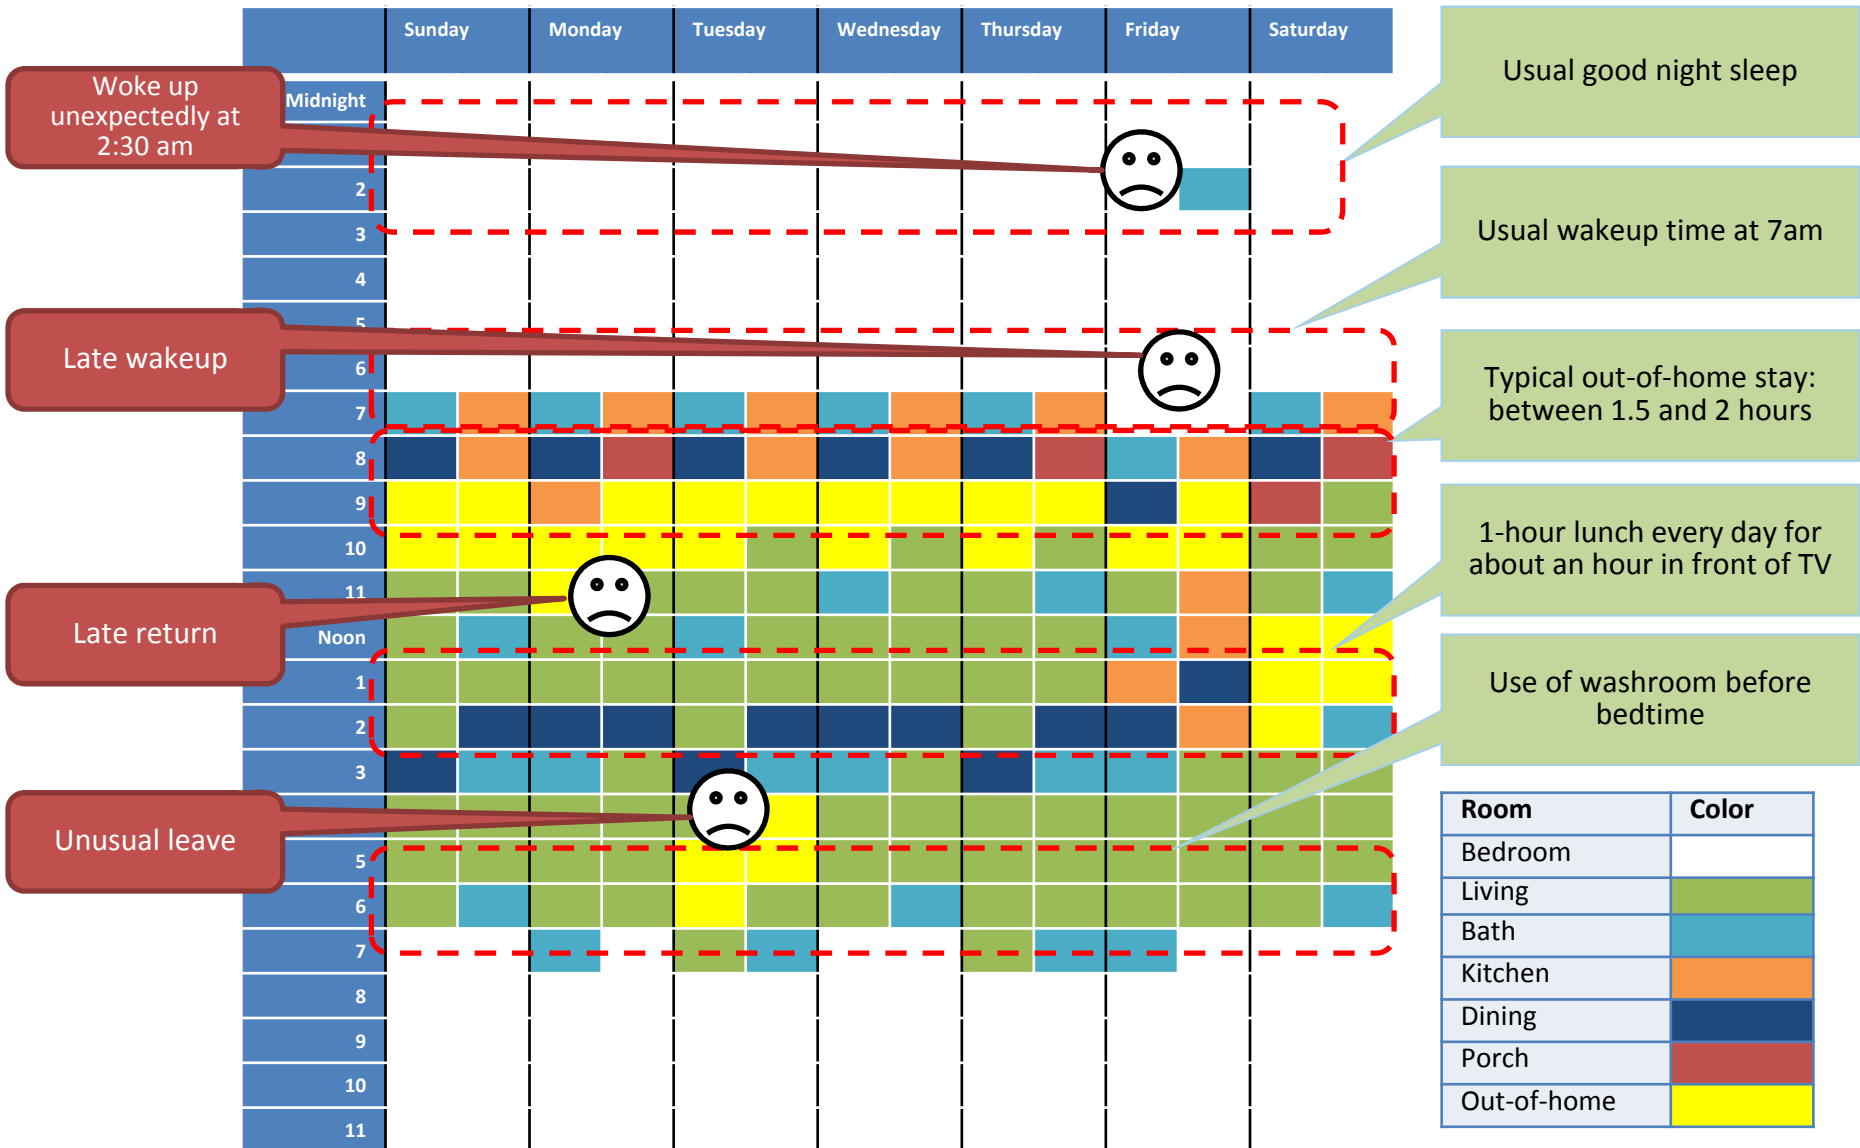 Sunday Monday Tuesday Wednesday Thursday Friday Saturday
Midnight
2
3
4
5
6
7
8
9
10
11
Noon
1
2
3
5
6
7
8
9
10
11
Woke up
unexpectedly at
2:30 am
Late wakeup
Late return
Unusual leave
Usual good night sleep
Usual wakeup time at 7am
Typical out-of-home stay:
between 1.5 and 2 hours
1-hour lunch every day for
about an hour in front of TV
Use of washroom before
bedtime
Room Color
Bedroom
Living
Bath
Kitchen
Dining
Porch
Out-of-home